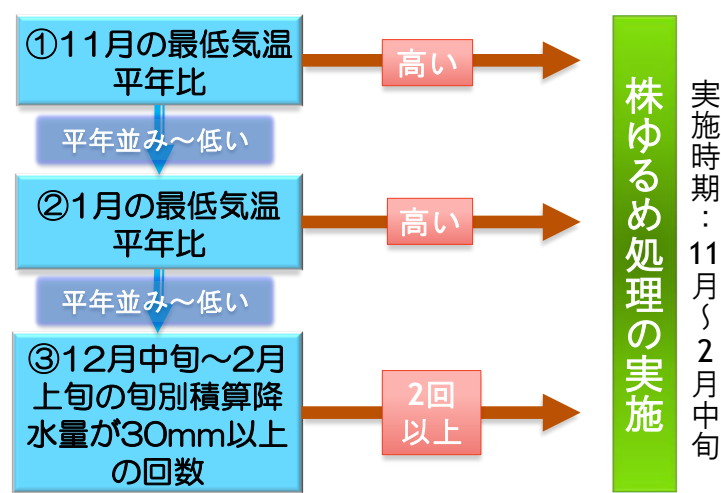 ①11月の最低気温
平年比
高い
平年並み～低い
②1月の最低気温
平年比
高い
平年並み～低い
③12月中旬～2月
上旬の旬別積算降
水量が30mm以上
の回数
2回
以上
株ゆるめ処理の実施
実施時期：11月～2月中旬